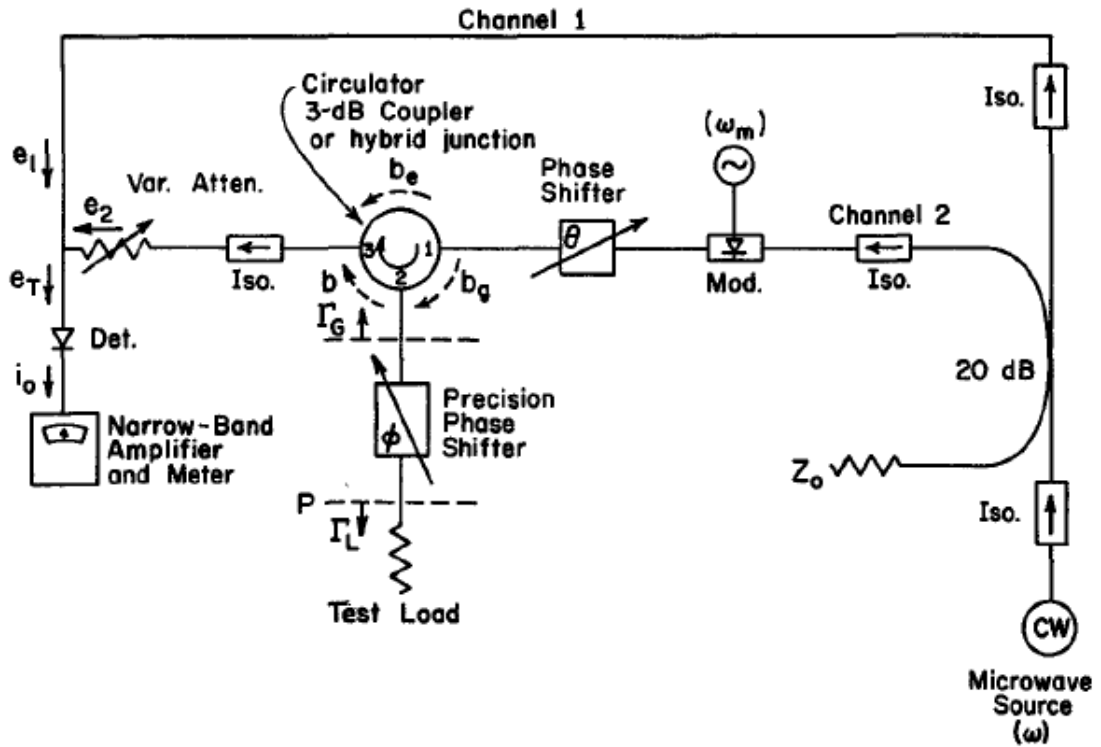 Channel 1
Circulator
3-dB Coupler
or hybrid junction
Iso.
(ωm)
e1
Var. Atten.
be
Phase
Shifter
Channel 2
e2
θ
3
1
2
Iso.
b
bg
Mod.
Iso.
eT
ΓG
Det.
20 dB
io
Precision
Phase
Shifter
ϕ
Narrow-Band
Amplifier
and Meter
Zo
P
ΓL
Iso.
Test Load
CW
Microwave
Source
(ω)